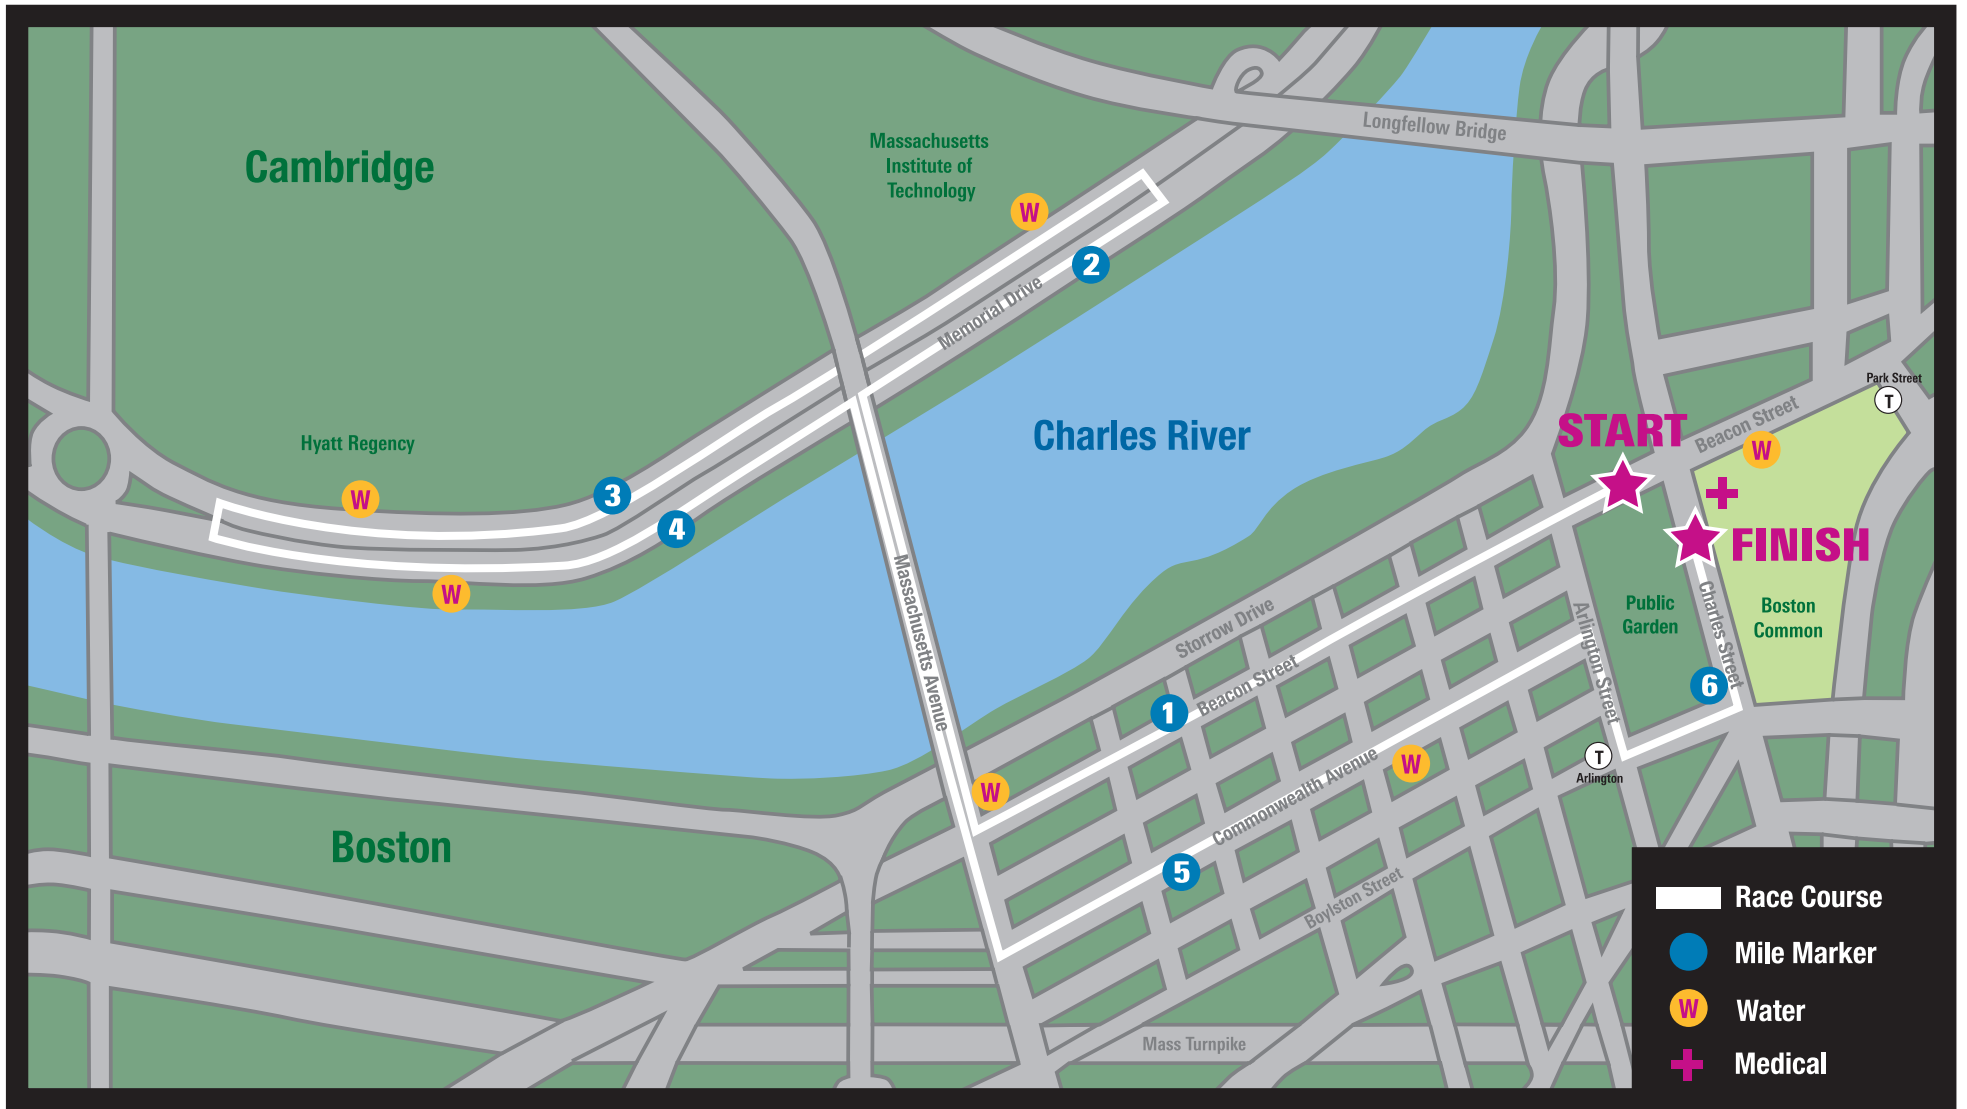 Longfellow Bridge
Massachusetts
Institute of
Technology
Cambridge
W
2
Memorial Drive
Park Street
T
Beacon Street
START
W
Charles River
Hyatt Regency
W
3
4
FINISH
W
Massachusetts Avenue
Storrow Drive
Arlington Street
Public
Garden
Charles Street
Boston
Common
6
1
Beacon Street
W
Commonwealth Avenue
W
T
Arlington
Boston
5
Boylston Street
Mass Turnpike
Race Course
Mile Marker
W
Water
Medical